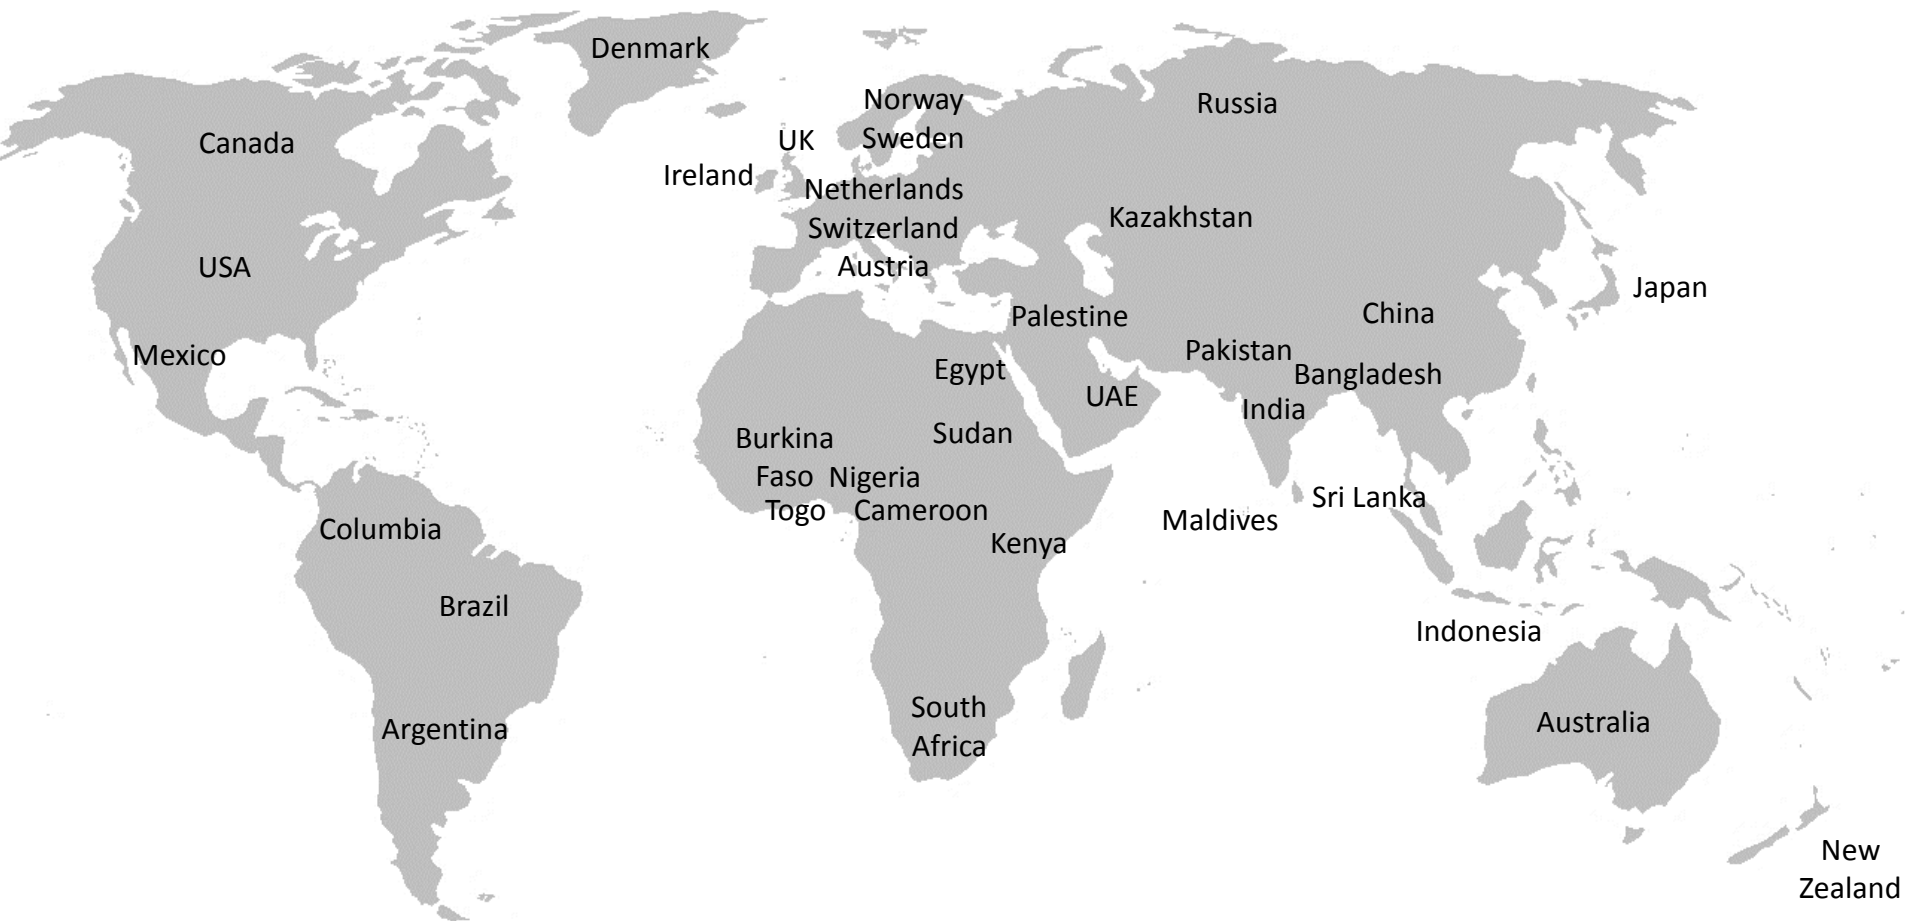 Denmark
Norway
Russia
UK
Sweden
Canada
Ireland
Netherlands
Kazakhstan
Switzerland
USA
Austria
Japan
Palestine
China
Mexico
Pakistan
Egypt
Bangladesh
UAE
India
Burkina
Faso
Sudan
Nigeria
Sri Lanka
Togo
Cameroon
Maldives
Columbia
Kenya
Brazil
Indonesia
South
Africa
Argentina
Australia
New
Zealand